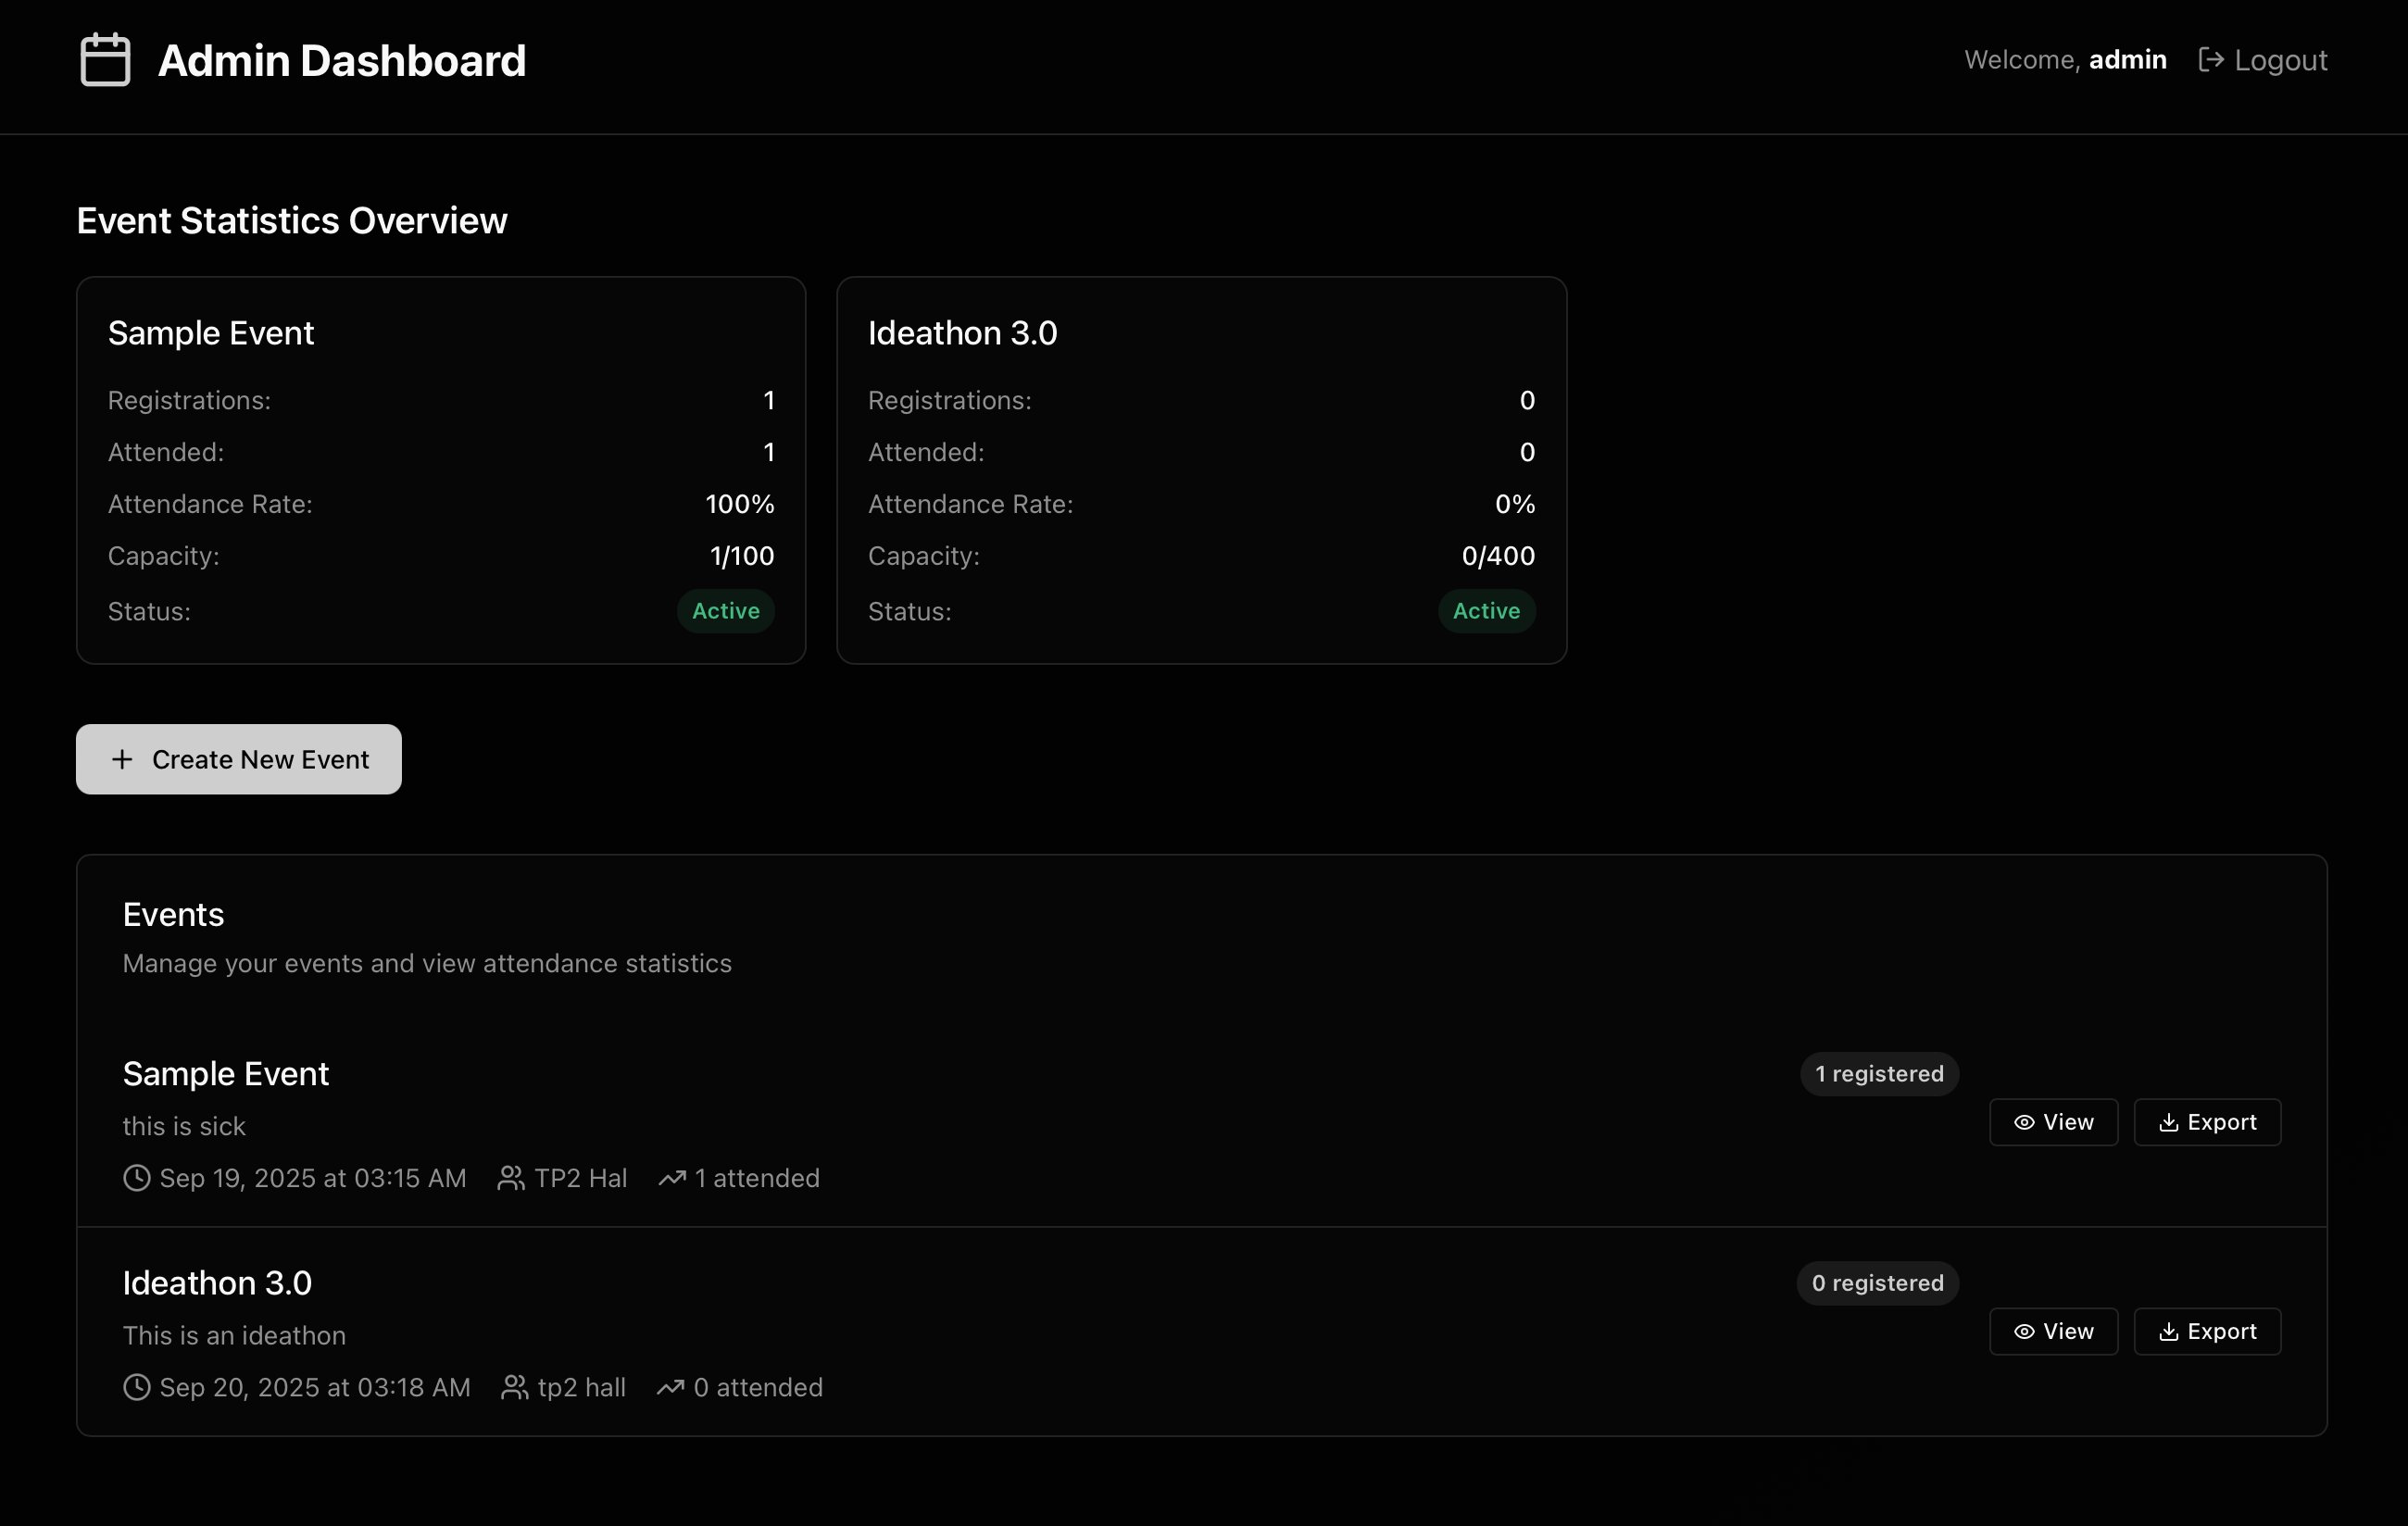 Admin Dashboard
Welcome, admin
Logout
Event Statistics Overview
Sample Event
Registrations: 1
Attended: 1
Attendance Rate: 100%
Capacity: 1/100
Status: Active
Ideathon 3.0
Registrations: 0
Attended: 0
Attendance Rate: 0%
Capacity: 0/400
Status: Active
+ Create New Event
Events
Manage your events and view attendance statistics
Sample Event
1 registered
this is sick
View
Export
Sep 19, 2025 at 03:15 AM TP2 Hal 1 attended
Ideathon 3.0
0 registered
This is an ideathon
View
Export
Sep 20, 2025 at 03:18 AM tp2 hall 0 attended